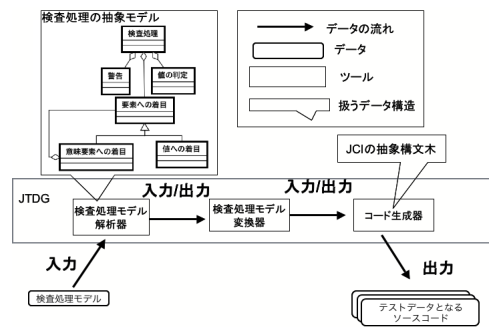 検査処理の抽象モデル
検査処理
警告
値の判定
要素への着目
意味要素への着目
値への着目
データの流れ
データ
ツール
扱うデータ構造
JCIの抽象構文木
JTDG
入力/出力
入力/出力
検査処理モデル
解析器
検査処理モデル
変換器
コード生成器
入力
出力
検査処理モデル
テストデータとなる
ソースコード